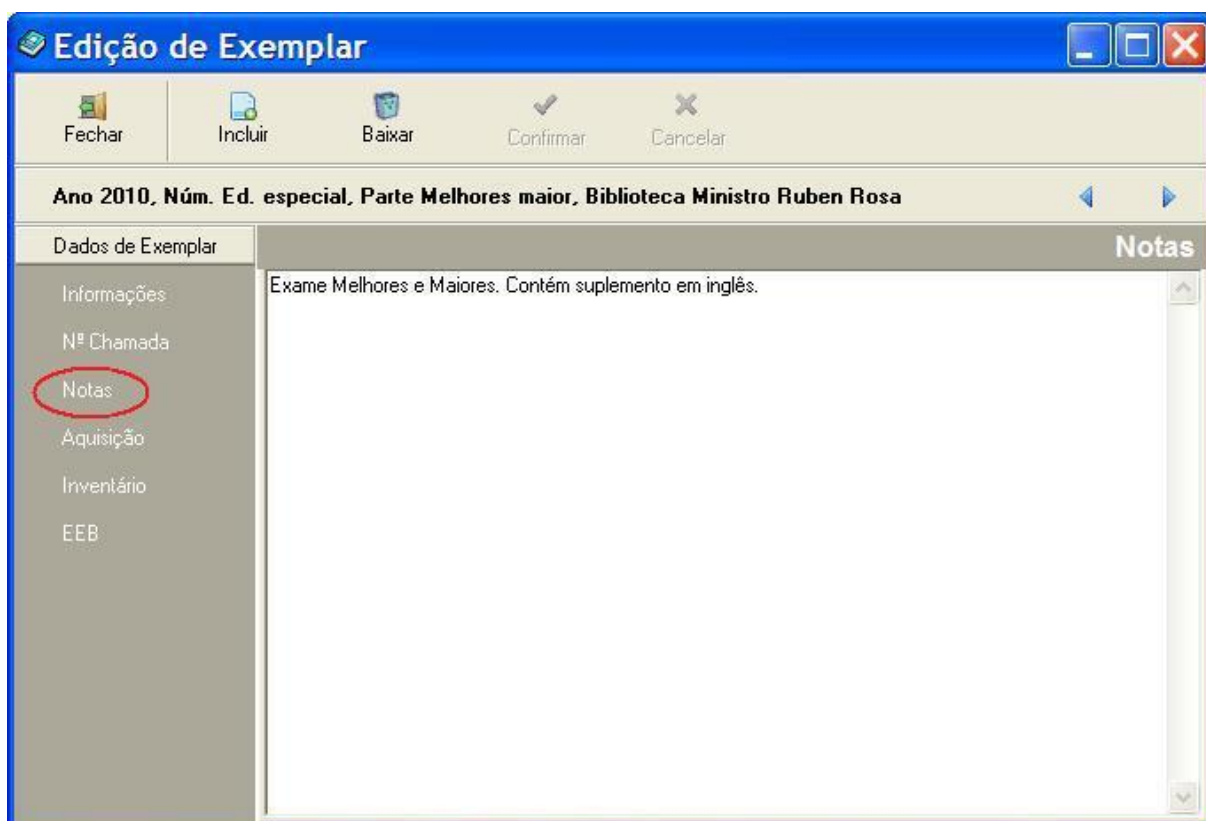 Edição de Exemplar
Fechar Incluir Baixar Confirmar Cancelar
Ano 2010, Núm. Ed. especial, Parte Melhores maior, Biblioteca Ministro Ruben Rosa
Dados de Exemplar
Notas
Informações
Nº Chamada
Notas
Aquisição
Inventário
EEB
Exame Melhores e Maiores. Contém suplemento em inglês.